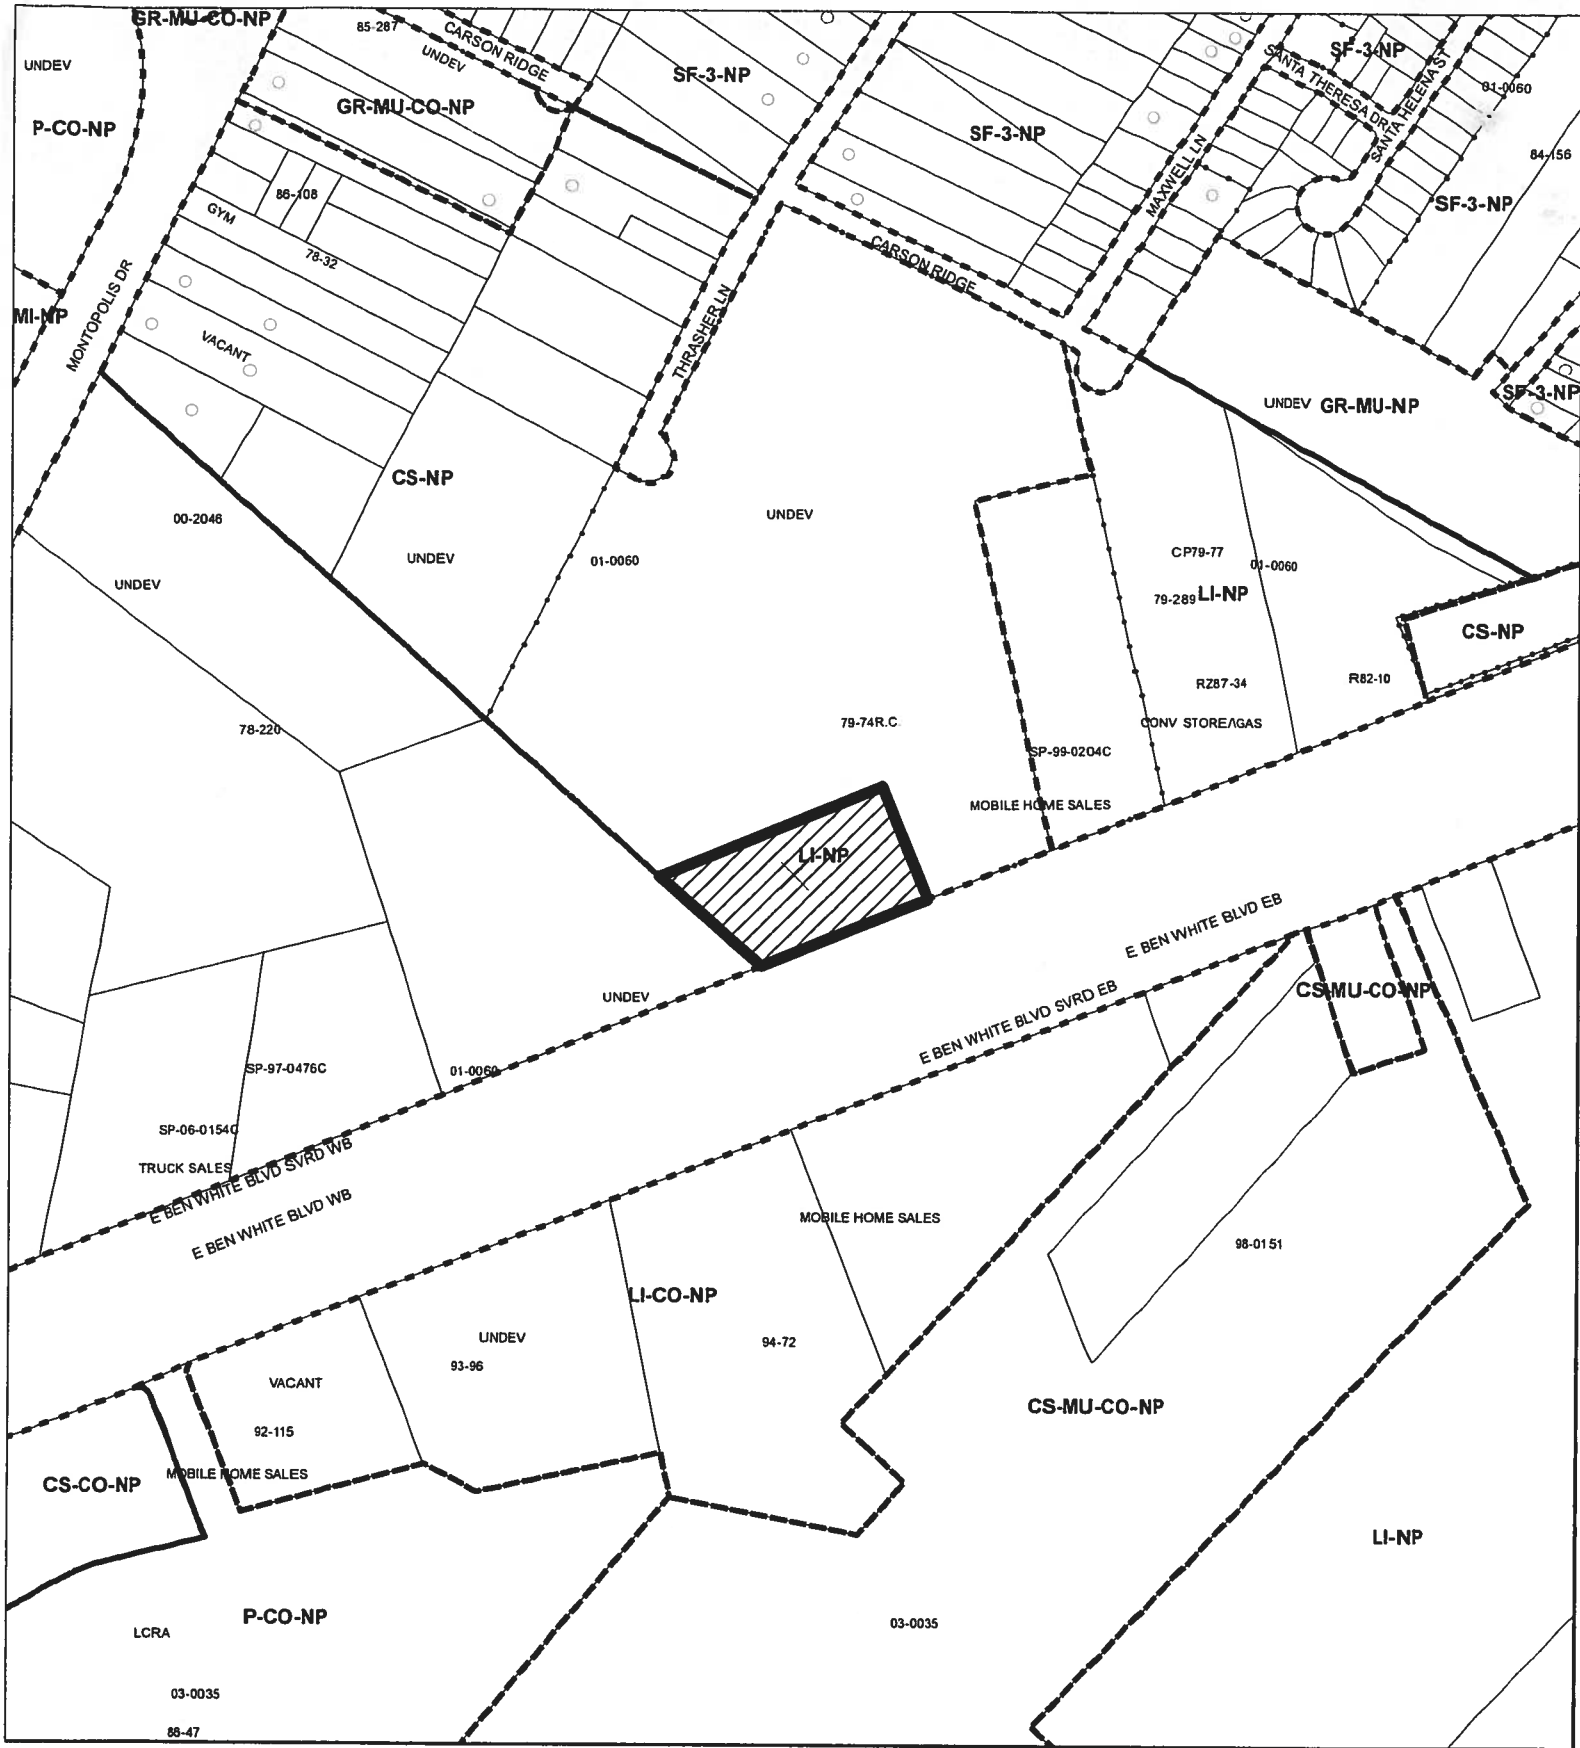 GR-MU-CO-NP
85-287
CARSON RIDGE
UNDEV
UNDEV
SF-3-NP
SF-3-NP
SANTA THERESA DR
SANTA HELENA ST
01-0060
GR-MU-CO-NP
P-CO-NP
SF-3-NP
84-156
MAXWELL LN
86-108
GYM
SF-3-NP
78-32
CARSON RIDGE
MONTOPOLIS DR
MI-NP
THRASHER LN
VACANT
SF-3-NP
UNDEV GR-MU-NP
CS-NP
00-2046
UNDEV
UNDEV
01-0060
UNDEV
CP79-77
01-0060
79-289 LI-NP
CS-NP
R82-10
RZ87-34
78-220
79-74R.C.
CONV STORE/GAS
SP-99-0204C
MOBILE HOME SALES
LI-NP
E BEN WHITE BLVD EB
UNDEV
CS-MU-CO-NP
E BEN WHITE BLVD SVRD EB
SP-97-0476C
01-0060
SP-06-0154C
TRUCK SALES
E BEN WHITE BLVD SVRD WB
E BEN WHITE BLVD WB
MOBILE HOME SALES
98-0151
LI-CO-NP
UNDEV
94-72
93-96
VACANT
CS-MU-CO-NP
92-115
CS-CO-NP
MOBILE HOME SALES
LI-NP
P-CO-NP
LCRA
03-0035
03-0035
88-47